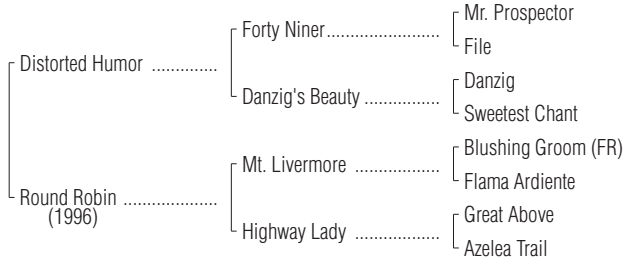 Mr. Prospector
Forty Niner
File
Distorted Humor
Danzig
Danzig's Beauty
Sweetest Chant
Blushing Groom (FR)
Mt. Livermore
Flama Ardiente
Round Robin
(1996)
Great Above
Highway Lady
Azelea Trail